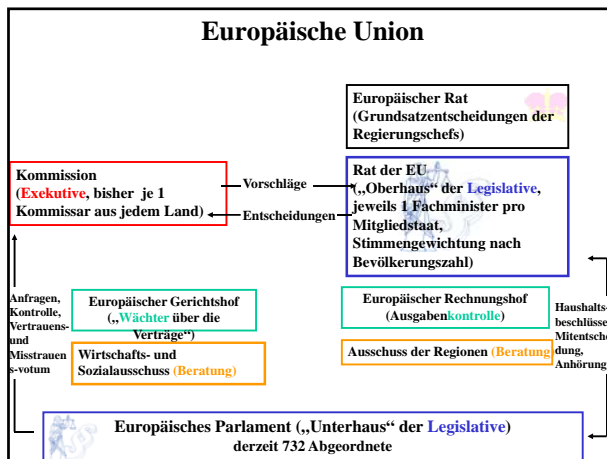 Europäische Union
Europäischer Rat
(Grundsatzentscheidungen der
Regierungschefs)
Kommission
(Exekutive, bisher je 1
Kommissar aus jedem Land)
Vorschläge
Entscheidungen
Rat der EU
(„Oberhaus“ der Legislative,
jeweils 1 Fachminister pro
Mitgliedstaat,
Stimmengewichtung nach
Bevölkerungszahl)
Anfragen,
Kontrolle,
Vertrauens-
und
Misstrauen
s-votum
Europäischer Gerichtshof
(„Wächter über die
Verträge“)
Wirtschafts- und
Sozialausschuss (Beratung)
Europäischer Rechnungshof
(Ausgabenkontrolle)
Ausschuss der Regionen (Beratung
Haushalts-
beschlüsse
Mitentsche
dung,
Anhörung
Europäisches Parlament („Unterhaus“ der Legislative)
derzeit 732 Abgeordnete